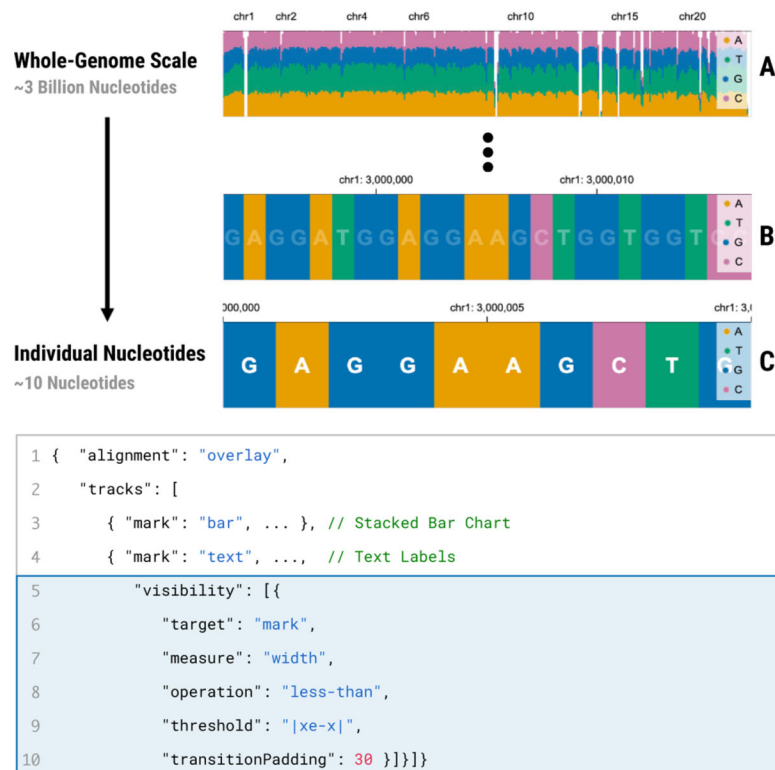 chr1 chr2 chr4 chr6 chr10 chr15 chr20
Whole-Genome Scale
~3 Billion Nucleotides
A
T
G
C
A
chr1: 3,000,000 chr1: 3,000,010
GAGGATGGAGGAAGCTGGTGGT
A
T
G
C
B
000,000 chr1: 3,000,005 chr1: 3,
Individual Nucleotides
~10 Nucleotides
G A G G A A G C T G
A
T
G
C
C
1 { "alignment": "overlay",
2 "tracks": [
3 { "mark": "bar", ... }, // Stacked Bar Chart
4 { "mark": "text", ..., // Text Labels
5 "visibility": [{
6 "target": "mark",
7 "measure": "width",
8 "operation": "less-than",
9 "threshold": "|xe-x|",
10 "transitionPadding": 30 }]}]}